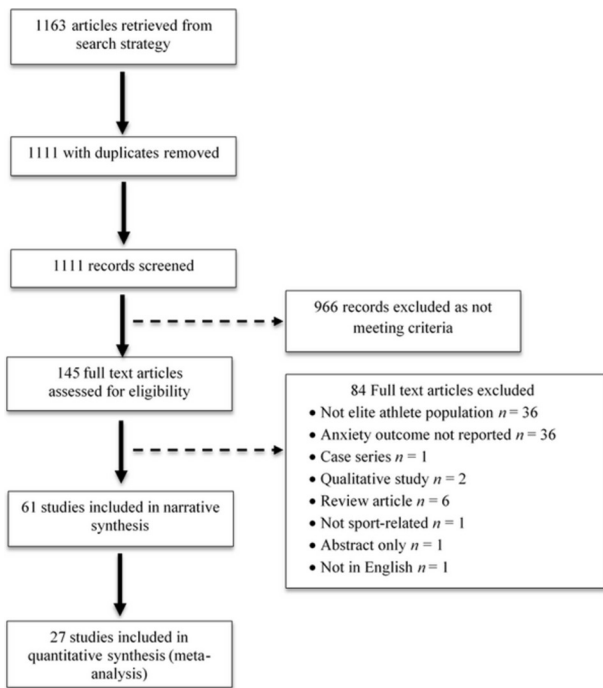 1163 articles retrieved from
search strategy
1111 with duplicates removed
1111 records screened
966 records excluded as not
meeting criteria
145 full text articles
assessed for eligibility
84 Full text articles excluded
• Not elite athlete population n = 36
• Anxiety outcome not reported n = 36
• Case series n = 1
• Qualitative study n = 2
• Review article n = 6
• Not sport-related n = 1
• Abstract only n = 1
• Not in English n = 1
61 studies included in narrative
synthesis
27 studies included in
quantitative synthesis (meta-
analysis)